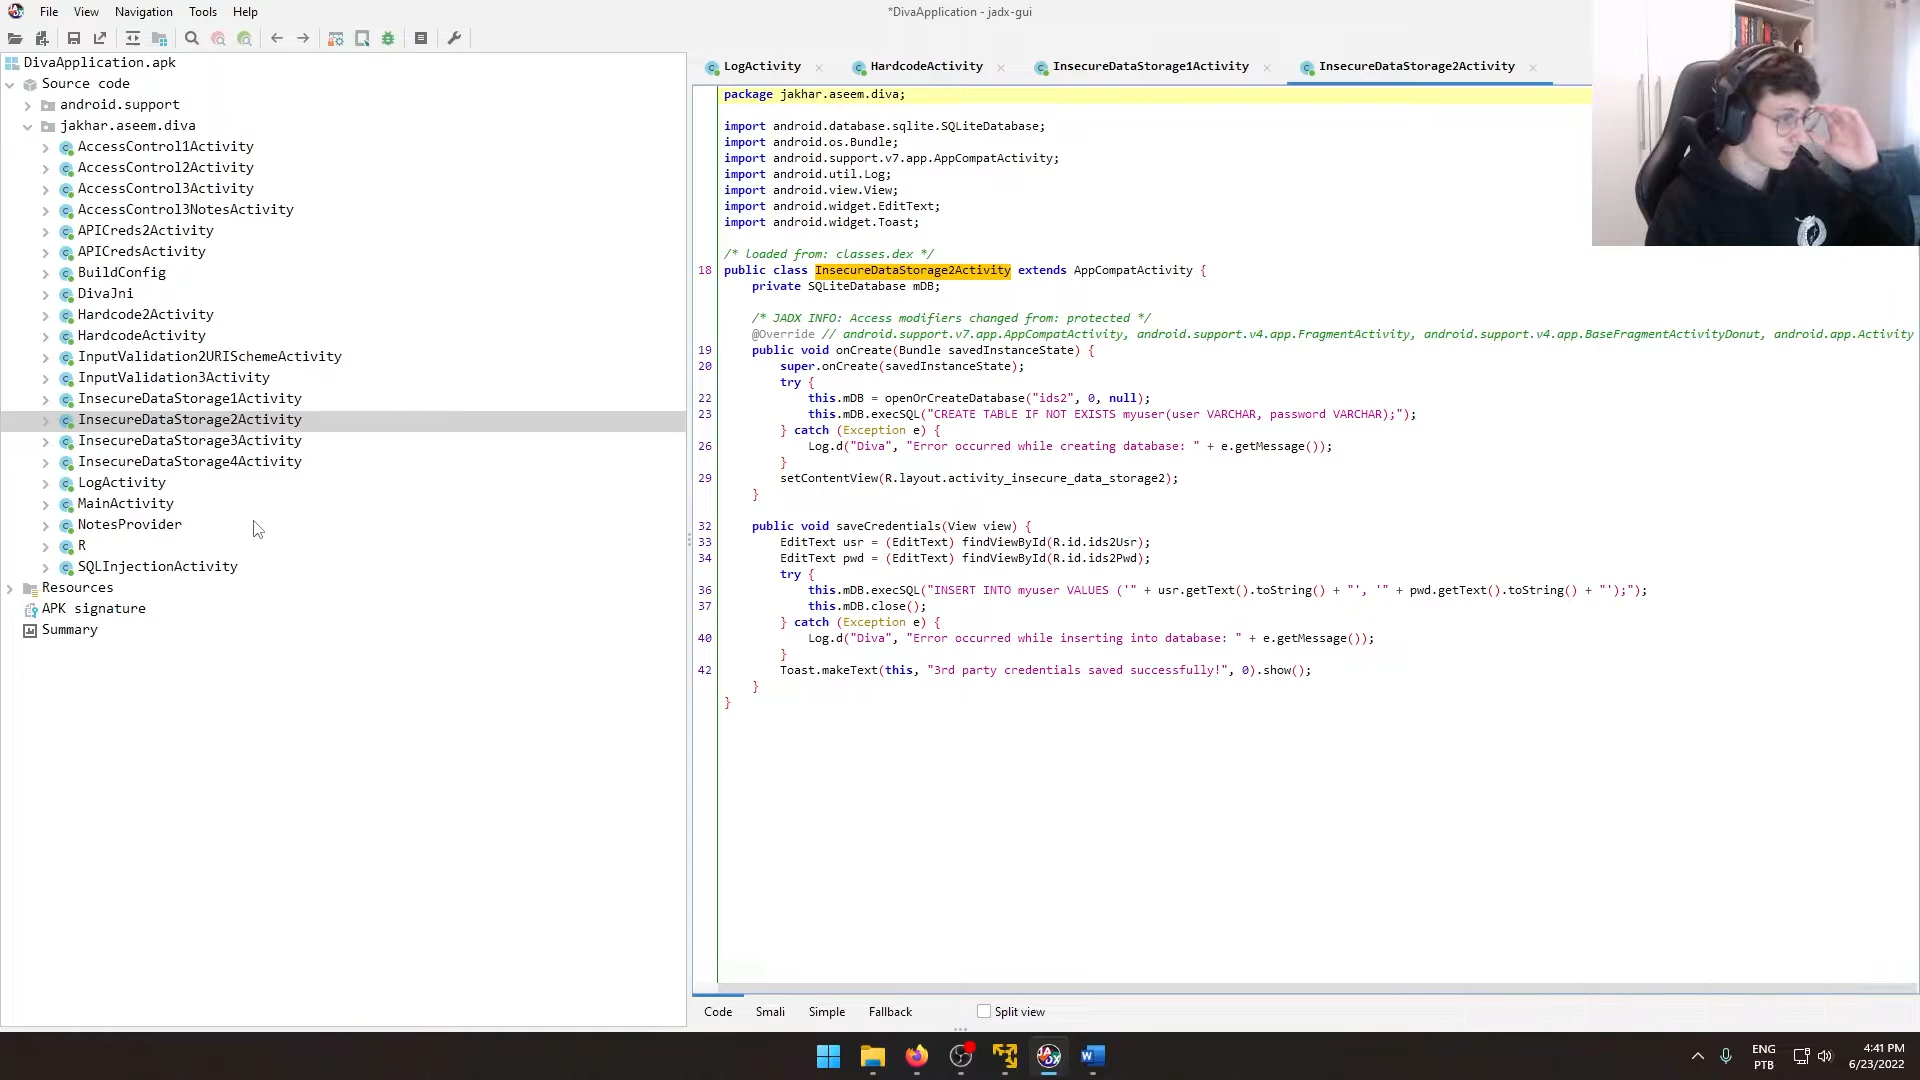 File View Navigation Tools Help
*DivaApplication - jadx-gui
DivaApplication.apk
Source code
android.support
jakhar.aseem.diva
AccessControl1Activity
AccessControl2Activity
AccessControl3Activity
AccessControl3NotesActivity
APICreds2Activity
APICredsActivity
BuildConfig
DivaJni
Hardcode2Activity
HardcodeActivity
InputValidation2URISchemeActivity
InputValidation3Activity
InsecureDataStorage1Activity
InsecureDataStorage2Activity
InsecureDataStorage3Activity
InsecureDataStorage4Activity
LogActivity
MainActivity
NotesProvider
R
SQLInjectionActivity
Resources
APK signature
Summary
LogActivity HardcodeActivity InsecureDataStorage1Activity InsecureDataStorage2Activity
package jakhar.aseem.diva;
import android.database.sqlite.SQLiteDatabase;
import android.os.Bundle;
import android.support.v7.app.AppCompatActivity;
import android.util.Log;
import android.view.View;
import android.widget.EditText;
import android.widget.Toast;
/* loaded from: classes.dex */
18 public class InsecureDataStorage2Activity extends AppCompatActivity {
private SQLiteDatabase mDB;
/* JADX INFO: Access modifiers changed from: protected */
@Override // android.support.v7.app.AppCompatActivity, android.support.v4.app.FragmentActivity, android.support.v4.app.BaseFragmentActivityDonut, android.app.Activity
19 public void onCreate(Bundle savedInstanceState) {
20 super.onCreate(savedInstanceState);
try {
22 this.mDB = openOrCreateDatabase("ids2", 0, null);
23 this.mDB.execSQL("CREATE TABLE IF NOT EXISTS myuser(user VARCHAR, password VARCHAR);");
} catch (Exception e) {
26 Log.d("Diva", "Error occurred while creating database: " + e.getMessage());
}
29 setContentView(R.layout.activity_insecure_data_storage2);
}
32 public void saveCredentials(View view) {
33 EditText usr = (EditText) findViewById(R.id.ids2Usr);
34 EditText pwd = (EditText) findViewById(R.id.ids2Pwd);
try {
36 this.mDB.execSQL("INSERT INTO myuser VALUES ('" + usr.getText().toString() + "', '" + pwd.getText().toString() + "');");
37 this.mDB.close();
} catch (Exception e) {
40 Log.d("Diva", "Error occurred while inserting into database: " + e.getMessage());
}
42 Toast.makeText(this, "3rd party credentials saved successfully!", 0).show();
}
}
Code Smali Simple Fallback Split view
ENG
PTB
4:41 PM
6/23/2022